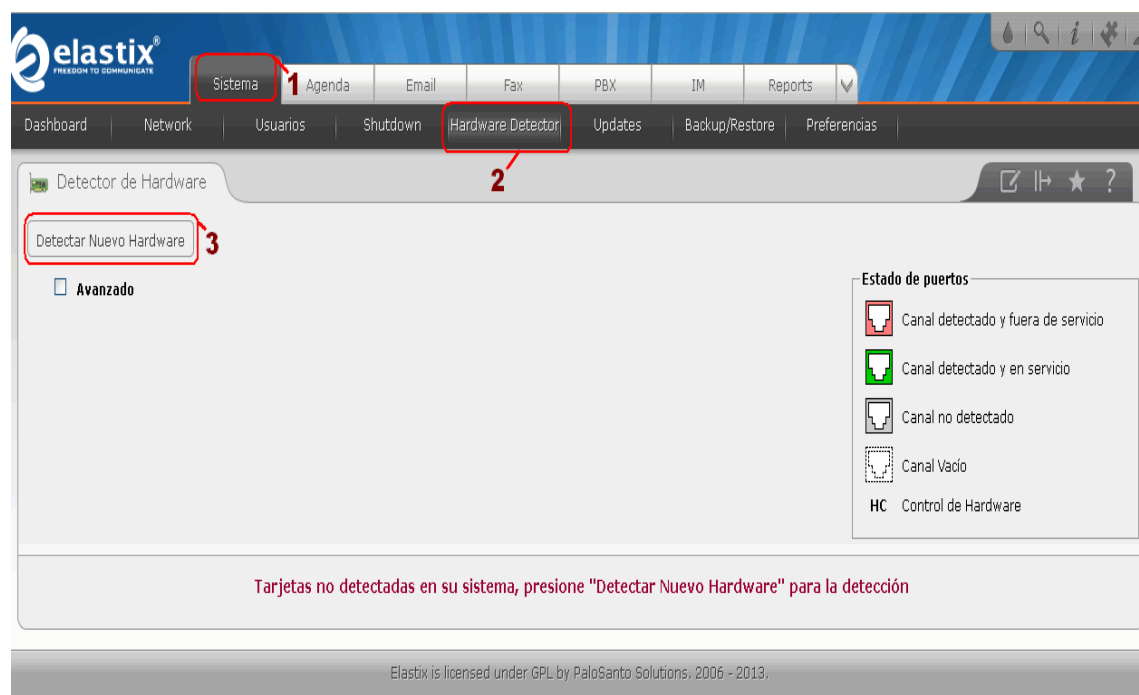 elastix®
FREEDOM TO COMMUNICATE
Sistema 1 Agenda Email Fax PBX IM Reports
Dashboard Network Usuarios Shutdown Hardware Detector Updates Backup/Restore Preferencias
2
Detector de Hardware
?
Detectar Nuevo Hardware 3
Avanzado
Estado de puertos
Canal detectado y fuera de servicio
Canal detectado y en servicio
Canal no detectado
Canal Vacío
HC Control de Hardware
Tarjetas no detectadas en su sistema, presione "Detectar Nuevo Hardware" para la detección
Elastix is licensed under GPL by PaloSanto Solutions. 2006 - 2013.